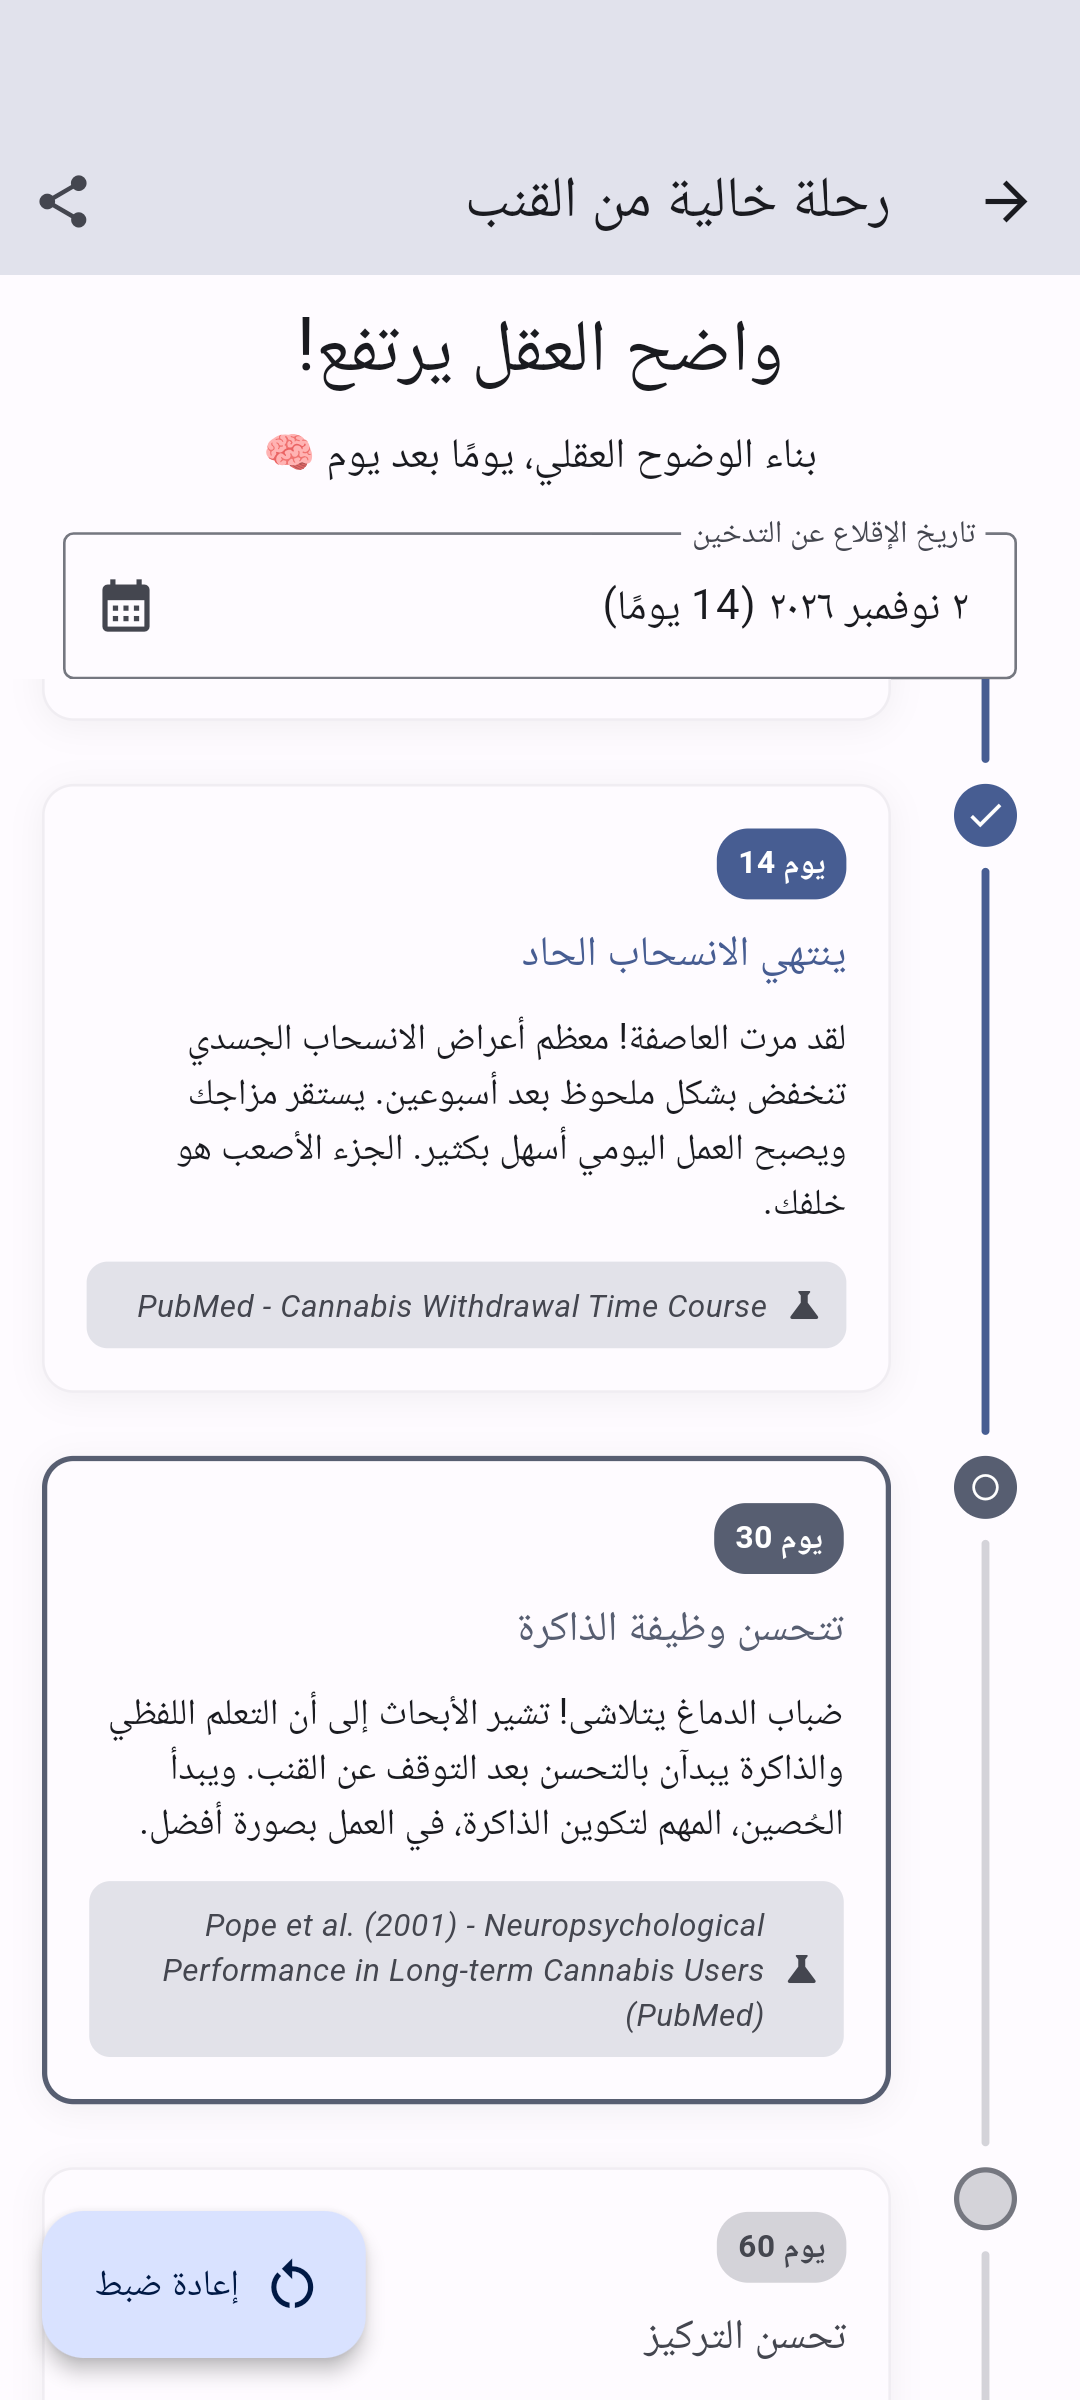 رحلة خالية من القنب
واضح العقل يرتفع!
بناء الوضوح العقلي، يومًا بعد يوم 🧠
تاريخ الإقلاع عن التدخين
٢ نوفمبر ٢٠٢٦ (14 يومًا)
يوم 14
ينتهي الانسحاب الحاد
لقد مرت العاصفة! معظم أعراض الانسحاب الجسدي
تنخفض بشكل ملحوظ بعد أسبوعين. يستقر مزاجك
ويصبح العمل اليومي أسهل بكثير. الجزء الأصعب هو
خلفك.
PubMed - Cannabis Withdrawal Time Course
يوم 30
تتحسن وظيفة الذاكرة
ضباب الدماغ يتلاشى! تشير الأبحاث إلى أن التعلم اللفظي
والذاكرة يبدآن بالتحسن بعد التوقف عن القنب. ويبدأ
الحُصين، المهم لتكوين الذاكرة، في العمل بصورة أفضل.
Pope et al. (2001) - Neuropsychological
Performance in Long-term Cannabis Users
(PubMed)
يوم 60
تحسن التركيز
إعادة ضبط